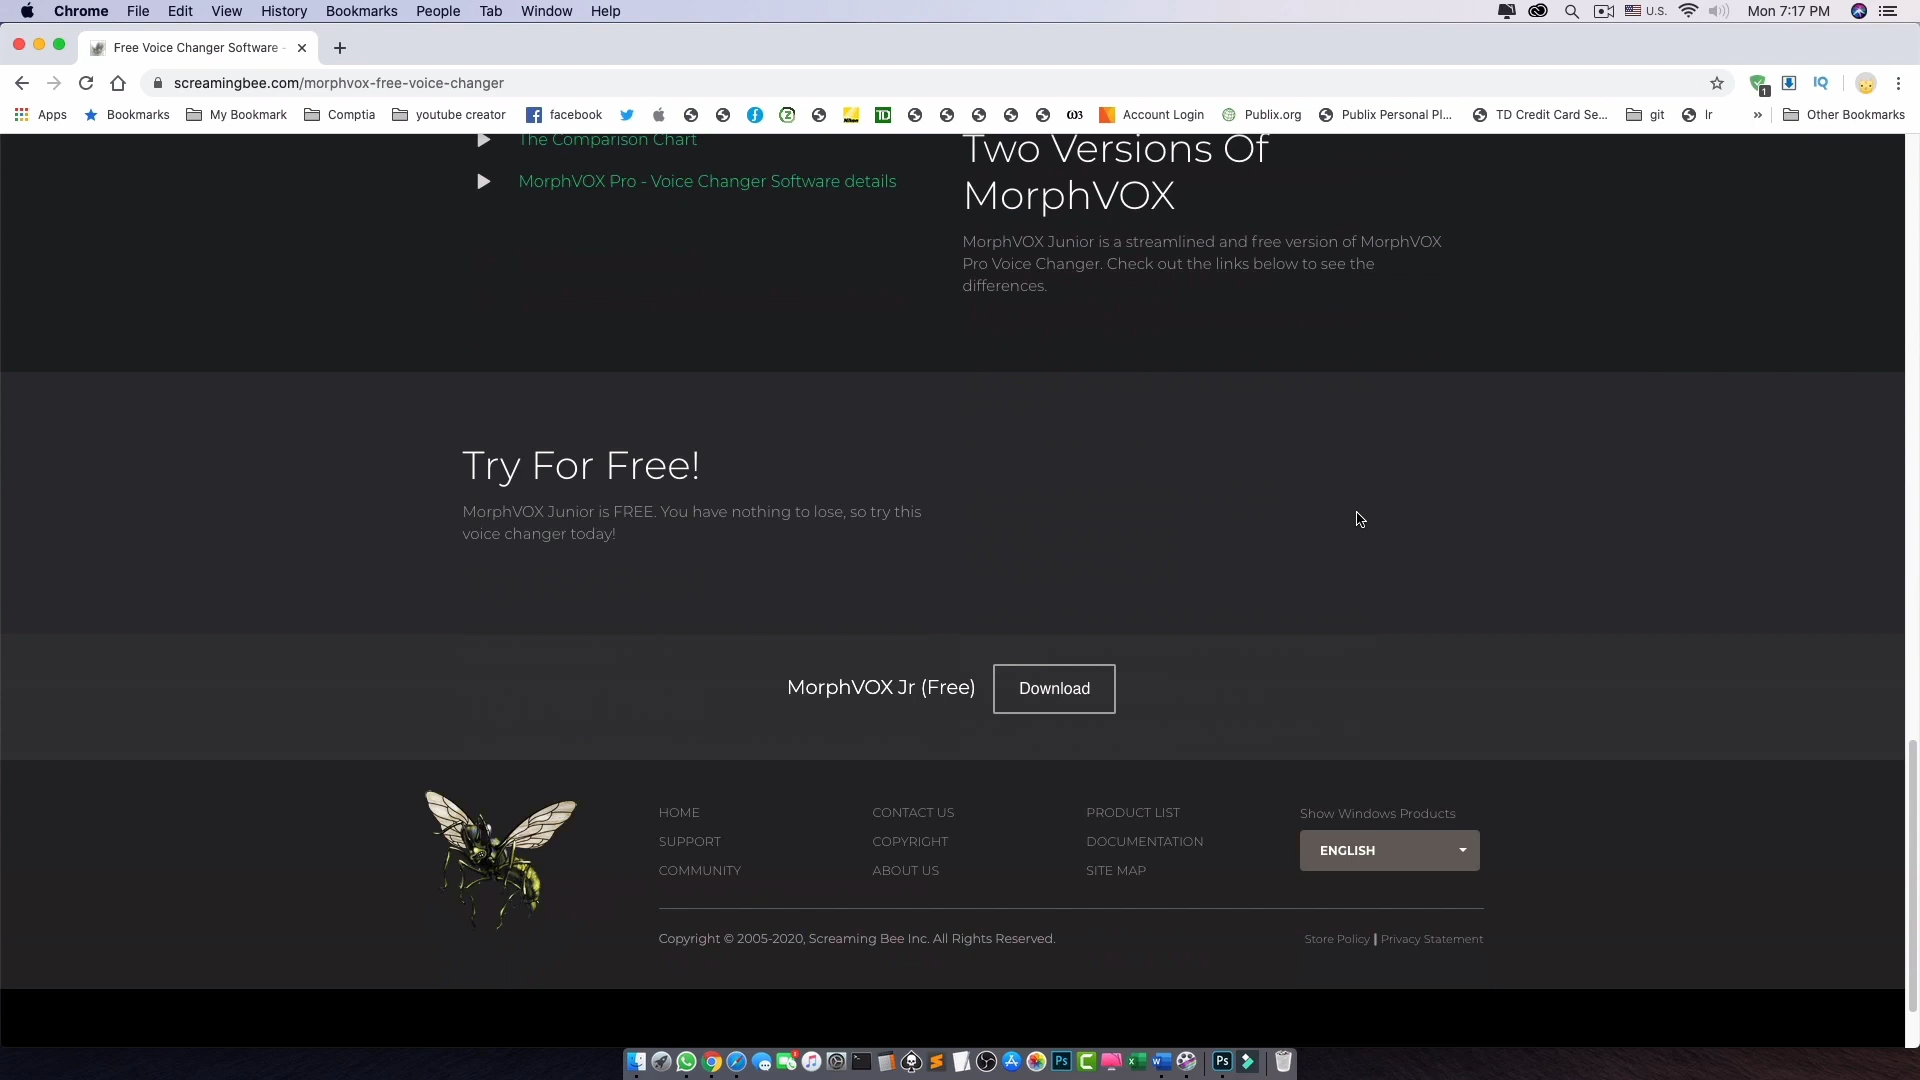 Chrome File Edit View History Bookmarks People Tab Window Help
U.S. Mon 7:17 PM
Free Voice Changer Software -
screamingbee.com/morphvox-free-voice-changer
1
IQ
Apps Bookmarks My Bookmark Comptia youtube creator facebook TD Account Login Publix.org Publix Personal Pl... TD Credit Card Se... git lr » Other Bookmarks
The Comparison Chart
MorphVOX Pro - Voice Changer Software details
Two Versions Of
MorphVOX
MorphVOX Junior is a streamlined and free version of MorphVOX
Pro Voice Changer. Check out the links below to see the
differences.
Try For Free!
MorphVOX Junior is FREE. You have nothing to lose, so try this
voice changer today!
MorphVOX Jr (Free) Download
HOME
SUPPORT
COMMUNITY
CONTACT US
COPYRIGHT
ABOUT US
PRODUCT LIST
DOCUMENTATION
SITE MAP
Show Windows Products
ENGLISH
Copyright © 2005-2020, Screaming Bee Inc. All Rights Reserved.
Store Policy | Privacy Statement
Ps Ps